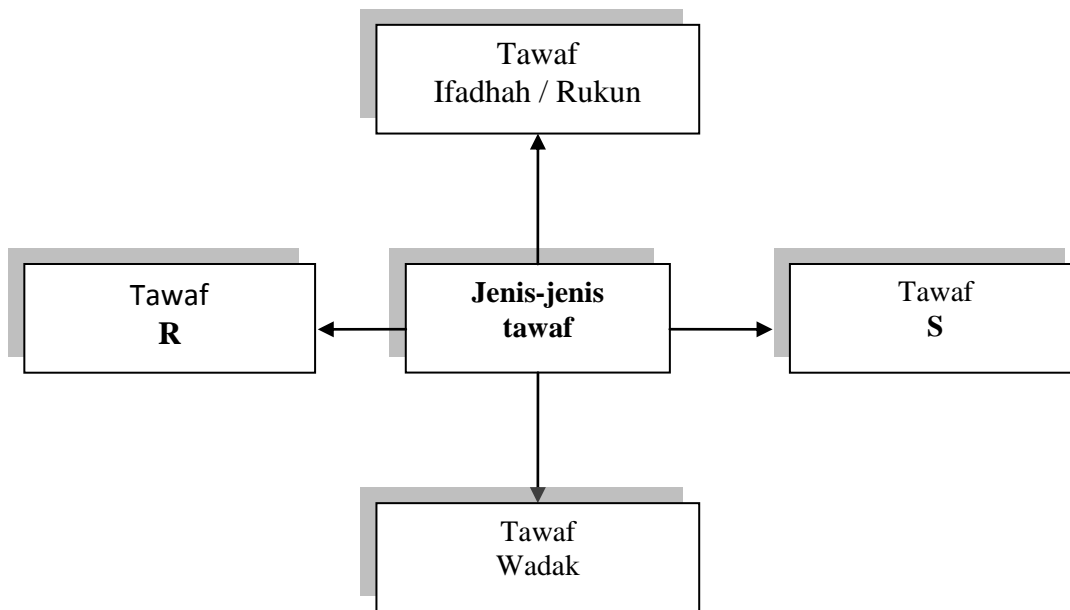 Tawaf
Ifadhah / Rukun
Tawaf
R
Jenis-jenis
tawaf
Tawaf
S
Tawaf
Wadak